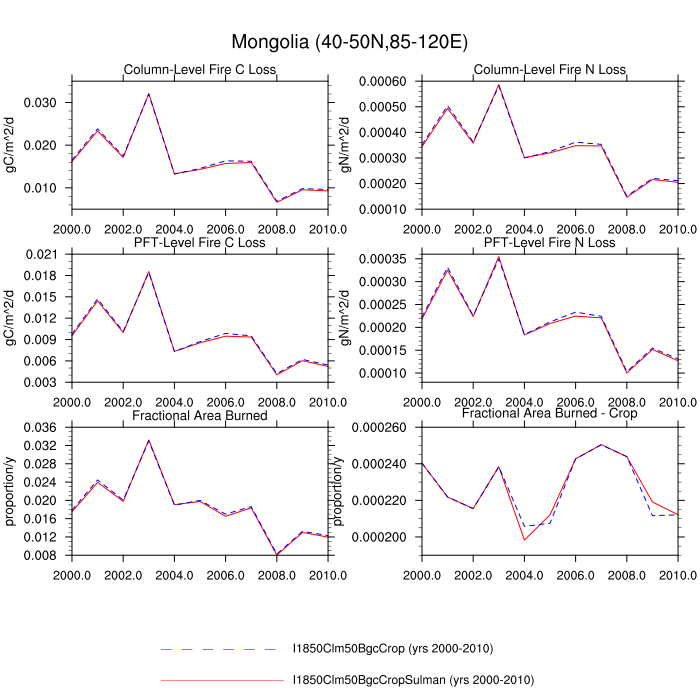 Mongolia (40-50N,85-120E)
Column-Level Fire C Loss
gC/m^2/d
0.030
0.020
0.010
2000.0 2002.0 2004.0 2006.0 2008.0 2010.0
Column-Level Fire N Loss
gN/m^2/d
0.00060
0.00050
0.00040
0.00030
0.00020
0.00010
2000.0 2002.0 2004.0 2006.0 2008.0 2010.0
PFT-Level Fire C Loss
gC/m^2/d
0.021
0.018
0.015
0.012
0.009
0.006
0.003
2000.0 2002.0 2004.0 2006.0 2008.0 2010.0
PFT-Level Fire N Loss
gN/m^2/d
0.00035
0.00030
0.00025
0.00020
0.00015
0.00010
2000.0 2002.0 2004.0 2006.0 2008.0 2010.0
Fractional Area Burned
proportion/y
0.036
0.032
0.028
0.024
0.020
0.016
0.012
0.008
2000.0 2002.0 2004.0 2006.0 2008.0 2010.0
Fractional Area Burned - Crop
proportion/y
0.000260
0.000240
0.000220
0.000200
2000.0 2002.0 2004.0 2006.0 2008.0 2010.0
I1850Clm50BgcCrop (yrs 2000-2010)
I1850Clm50BgcCropSulman (yrs 2000-2010)